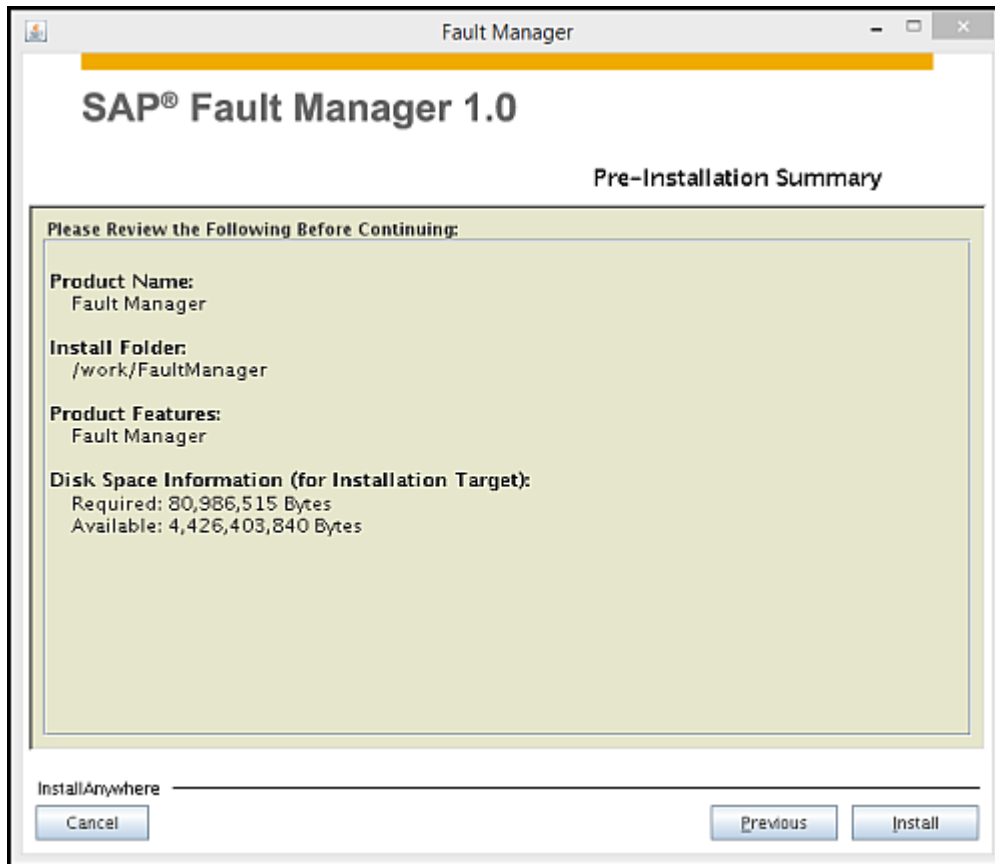 Fault Manager
SAP® Fault Manager 1.0
Pre-Installation Summary
Please Review the Following Before Continuing:
Product Name:
Fault Manager
Install Folder:
/work/FaultManager
Product Features:
Fault Manager
Disk Space Information (for Installation Target):
Required: 80,986,515 Bytes
Available: 4,426,403,840 Bytes
InstallAnywhere
Cancel
Previous
Install